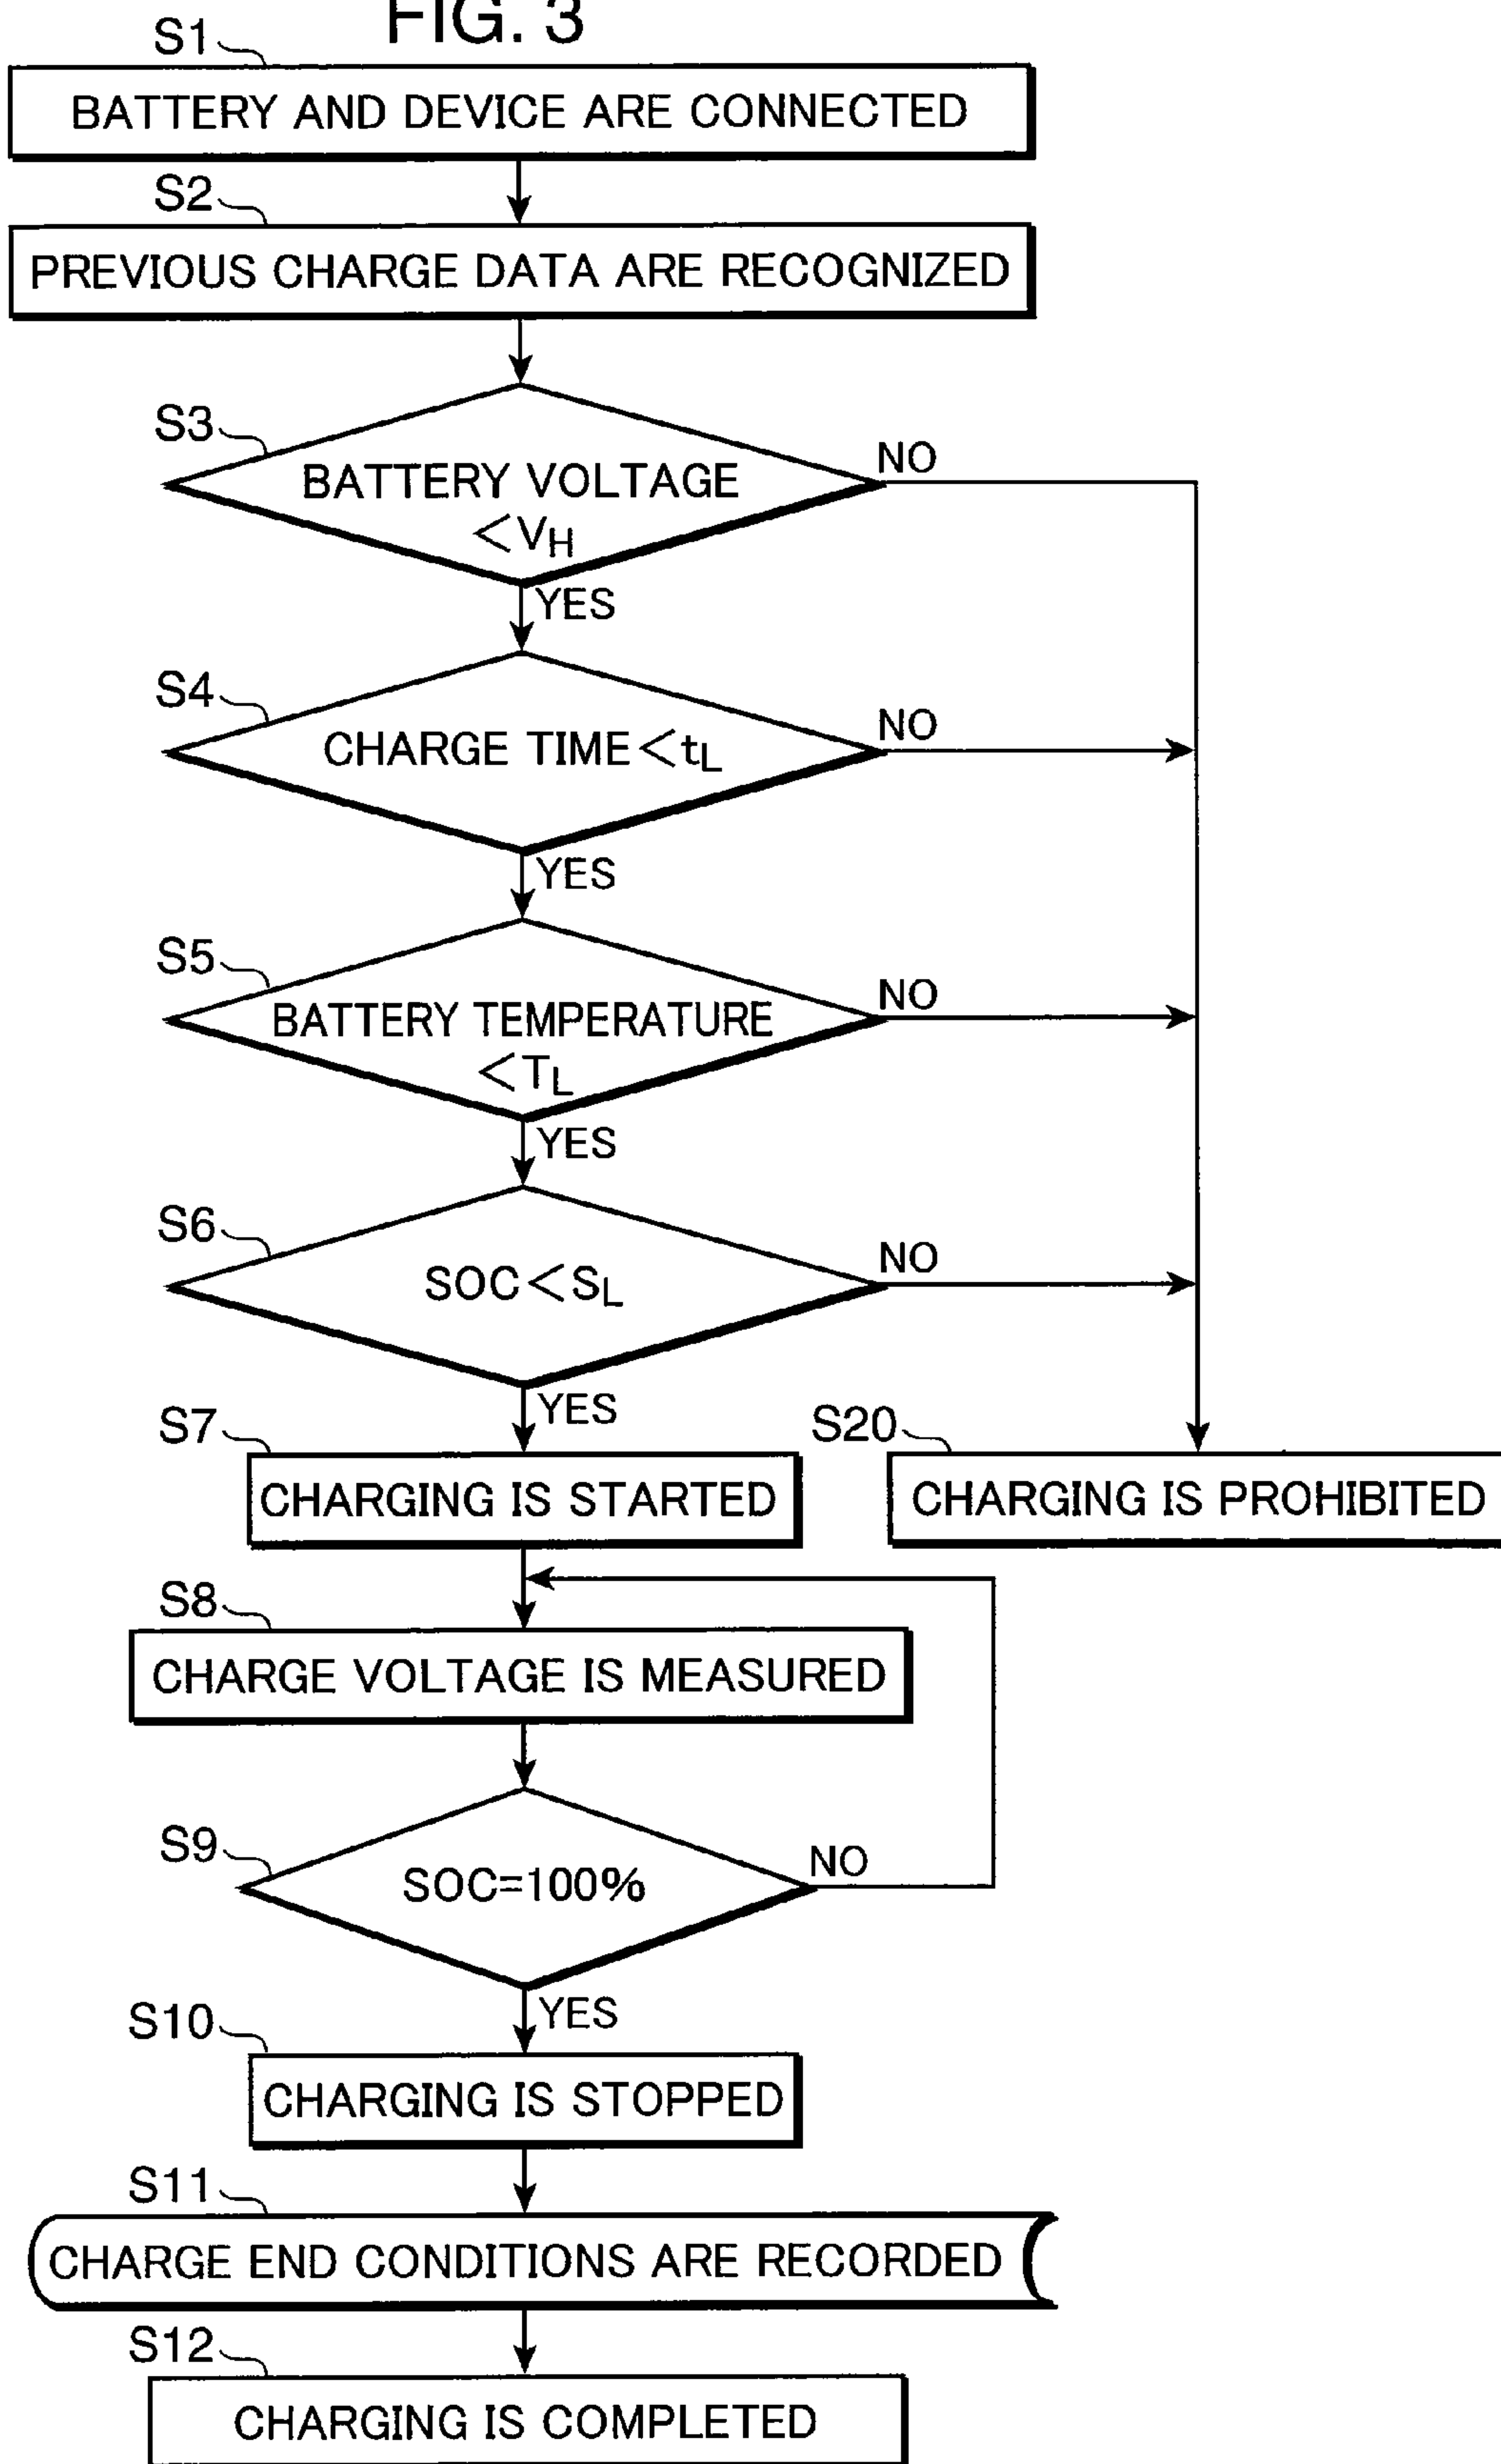 FIG. 3
S1
BATTERY AND DEVICE ARE CONNECTED
S2
PREVIOUS CHARGE DATA ARE RECOGNIZED
S3
BATTERY VOLTAGE
<VH
NO
YES
S4
CHARGE TIME<tL
NO
YES
S5
BATTERY TEMPERATURE
<TL
NO
YES
S6
SOC<SL
NO
YES
S7
CHARGING IS STARTED
S20
CHARGING IS PROHIBITED
S8
CHARGE VOLTAGE IS MEASURED
S9
SOC=100%
NO
YES
S10
CHARGING IS STOPPED
S11
CHARGE END CONDITIONS ARE RECORDED
S12
CHARGING IS COMPLETED